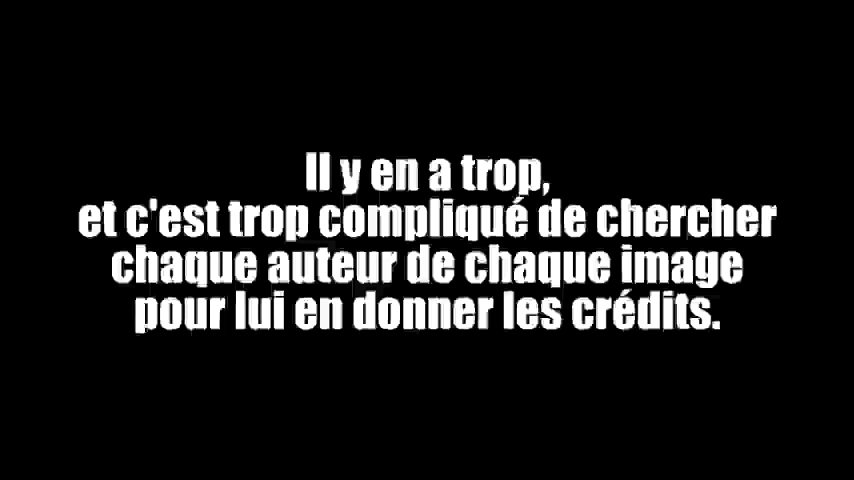 Il y en a trop,
et c'est trop compliqué de chercher
chaque auteur de chaque image
pour lui en donner les crédits.